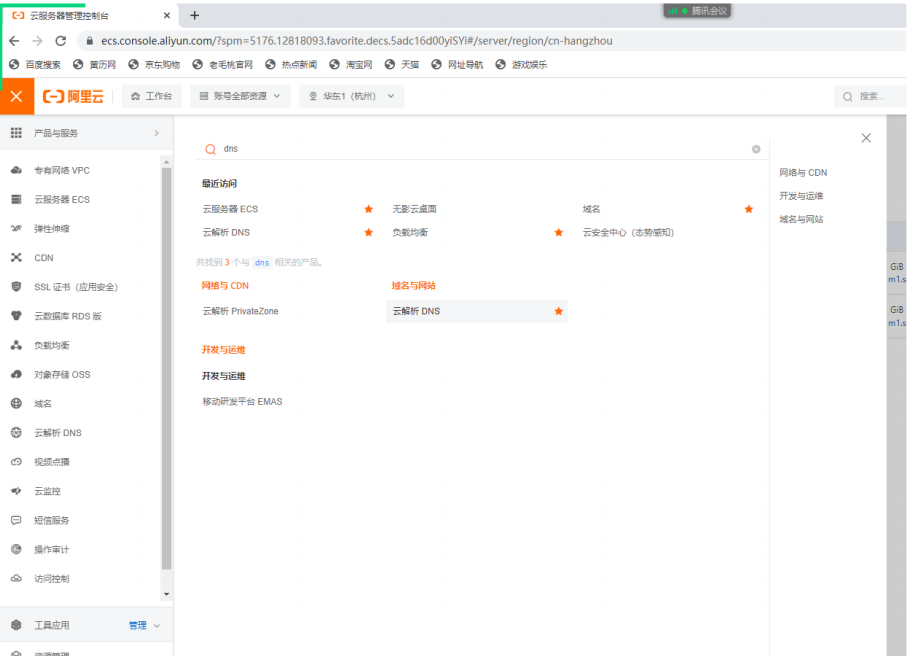 云服务器管理控制台
腾讯会议
ecs.console.aliyun.com/?spm=5176.12818093.favorite.decs.5adc16d00yiSYi#/server/region/cn-hangzhou
百度搜索 黄历网 京东购物 老毛桃官网 热点新闻 淘宝网 天猫 网址导航 游戏娱乐
阿里云 工作台 账号全部资源 华东1（杭州） 搜索...
产品与服务
专有网络 VPC
云服务器 ECS
弹性伸缩
CDN
SSL 证书（应用安全）
云数据库 RDS 版
负载均衡
对象存储 OSS
域名
云解析 DNS
视频点播
云监控
短信服务
操作审计
访问控制
工具应用 管理
资源管理
dns
最近访问
云服务器 ECS 无影云桌面 域名
云解析 DNS 负载均衡 云安全中心（态势感知）
共找到 3 个与 dns 相关的产品。
网络与 CDN 域名与网站
云解析 PrivateZone 云解析 DNS
开发与运维
开发与运维
移动研发平台 EMAS
网络与 CDN
开发与运维
域名与网站
GiB
m1.s
GiB
m1.s